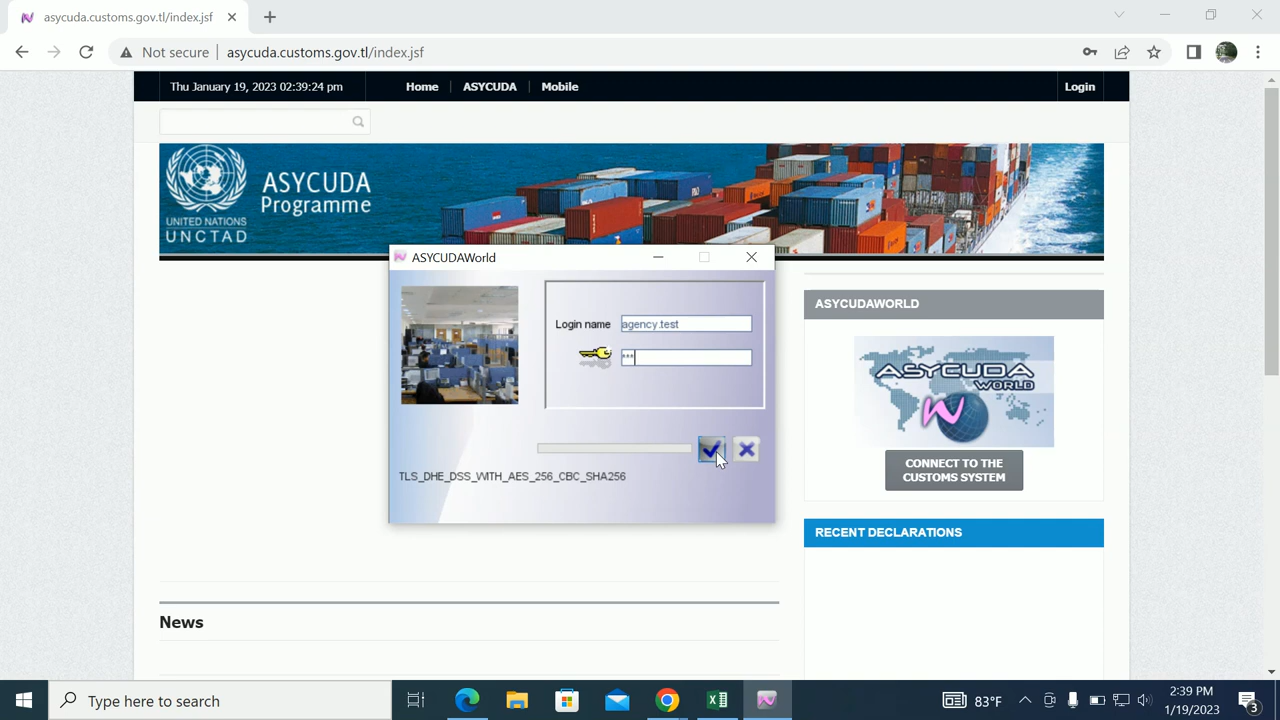 asycuda.customs.gov.tl/index.jsf
Not secure asycuda.customs.gov.tl/index.jsf
Thu January 19, 2023 02:39:24 pm Home ASYCUDA Mobile Login
ASYCUDA
Programme
UNITED NATIONS
UNCTAD
ASYCUDAWorld
Login name agency.test
***
TLS_DHE_DSS_WITH_AES_256_CBC_SHA256
ASYCUDAWORLD
ASYCUDA
WORLD
CONNECT TO THE
CUSTOMS SYSTEM
RECENT DECLARATIONS
News
Type here to search
83°F
2:39 PM
1/19/2023
3